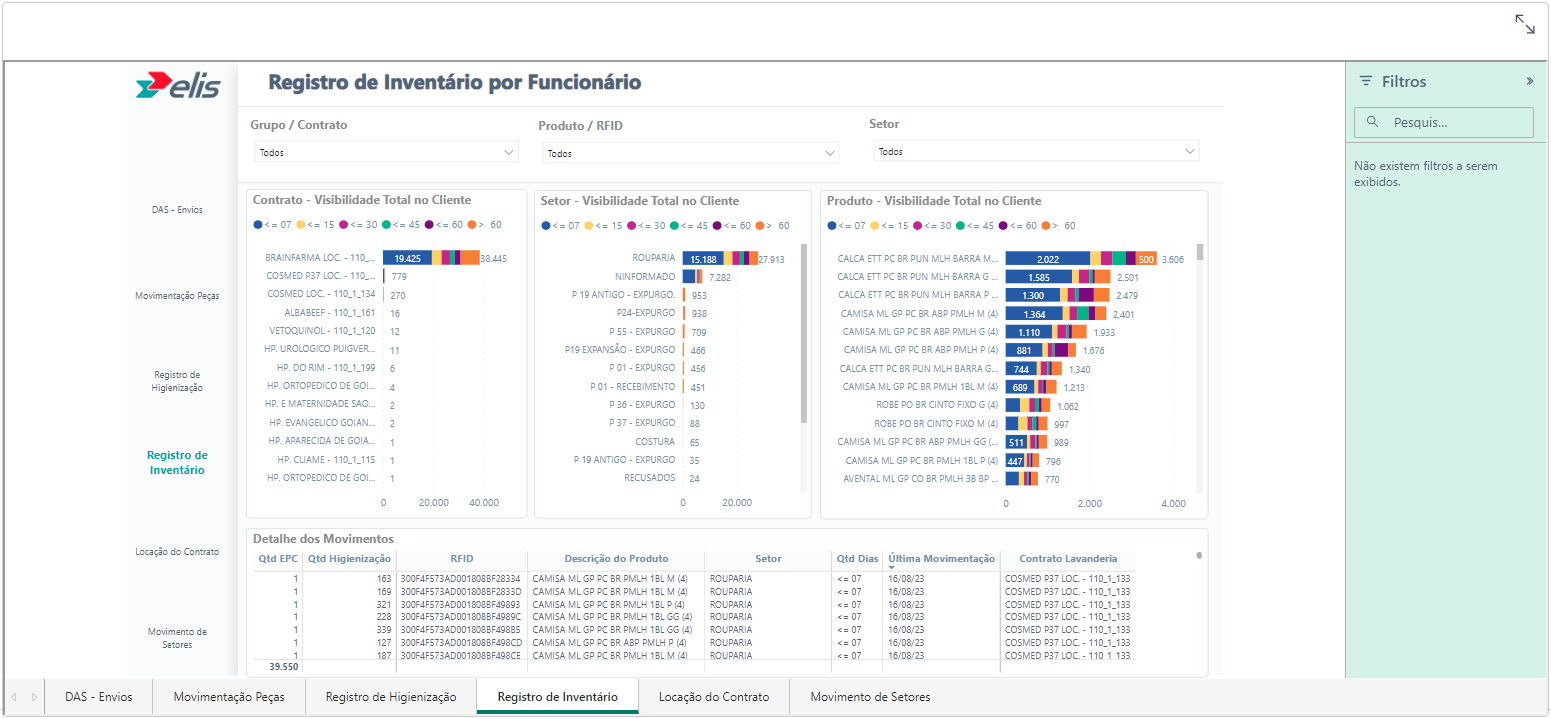 elis
Registro de Inventário por Funcionário
Filtros
Pesquis...
Não existem filtros a serem
exibidos.
Grupo / Contrato
Todos
Produto / RFID
Todos
Setor
Todos
DAS - Envios
Movimentação Peças
Registro de
Higienização
Registro de
Inventário
Locação do Contrato
Movimento de
Setores
Contrato - Visibilidade Total no Cliente
<= 07 <= 15 <= 30 <= 45 <= 60 > 60
BRAINFARMA LOC. - 110_... 19.425 38.445
COSMED P37 LOC. - 110_... 779
COSMED LOC. - 110_1_134 270
ALBABEEF - 110_1_161 16
VETOQUINOL - 110_1_120 12
HP. UROLOGICO PUIGVER... 11
HP. DO RIM - 110_1_199 6
HP. ORTOPEDICO DE GOI... 4
HP. E MATERNIDADE SAO... 2
HP. EVANGELICO GOIAN... 2
HP. APARECIDA DE GOIA... 1
HP. CLIAME - 110_1_115 1
HP. ORTOPEDICO DE GOI... 1
0 20.000 40.000
Setor - Visibilidade Total no Cliente
<= 07 <= 15 <= 30 <= 45 <= 60 > 60
ROUPARIA 15.188 27.913
NINFORMADO 7.282
P 19 ANTIGO - EXPURGO. 953
P24-EXPURGO 938
P 55 - EXPURGO 709
P19 EXPANSÃO - EXPURGO 466
P 01 - EXPURGO 456
P 01 - RECEBIMENTO 451
P 36 - EXPURGO 130
P 37 - EXPURGO 88
COSTURA 65
P 19 ANTIGO - EXPURGO 35
RECUSADOS 24
0 20.000
Produto - Visibilidade Total no Cliente
<= 07 <= 15 <= 30 <= 45 <= 60 > 60
CALCA ETT PC BR PUN MLH BARRA M... 2.022 500 3.606
CALCA ETT PC BR PUN MLH BARRA G ... 1.585 2.501
CALCA ETT PC BR PUN MLH BARRA P ... 1.300 2.479
CAMISA ML GP PC BR ABP PMLH M (4) 1.364 2.401
CAMISA ML GP PC BR ABP PMLH G (4) 1.110 1.933
CAMISA ML GP PC BR ABP PMLH P (4) 881 1.676
CALCA ETT PC BR PUN MLH BARRA G... 744 1.340
CAMISA ML GP PC BR PMLH 1BL M (4) 689 1.213
ROBE PO BR CINTO FIXO G (4) 1.062
ROBE PO BR CINTO FIXO M (4) 997
CAMISA ML GP PC BR ABP PMLH GG (... 511 989
CAMISA ML GP PC BR PMLH 1BL P (4) 447 796
AVENTAL ML GP CO BR PMLH 3B BP ... 770
0 2.000 4.000
Detalhe dos Movimentos
Qtd EPC Qtd Higienização RFID Descrição do Produto Setor Qtd Dias Última Movimentação Contrato Lavanderia
1 163 300F4F573AD001808BF28334 CAMISA ML GP PC BR PMLH 1BL M (4) ROUPARIA <= 07 16/08/23 COSMED P37 LOC. - 110_1_133
1 169 300F4F573AD001808BF2833D CAMISA ML GP PC BR PMLH 1BL M (4) ROUPARIA <= 07 16/08/23 COSMED P37 LOC. - 110_1_133
1 321 300F4F573AD001808BF49893 CAMISA ML GP PC BR PMLH 1BL P (4) ROUPARIA <= 07 16/08/23 COSMED P37 LOC. - 110_1_133
1 228 300F4F573AD001808BF4989C CAMISA ML GP PC BR PMLH 1BL GG (4) ROUPARIA <= 07 16/08/23 COSMED P37 LOC. - 110_1_133
1 339 300F4F573AD001808BF498B5 CAMISA ML GP PC BR PMLH 1BL GG (4) ROUPARIA <= 07 16/08/23 COSMED P37 LOC. - 110_1_133
1 127 300F4F573AD001808BF498CD CAMISA ML GP PC BR ABP PMLH P (4) ROUPARIA <= 07 16/08/23 COSMED P37 LOC. - 110_1_133
1 187 300F4F573AD001808BF498CE CAMISA ML GP PC BR PMLH 1BL M (4) ROUPARIA <= 07 16/08/23 COSMED P37 LOC. - 110_1_133
39.550
DAS - Envios Movimentação Peças Registro de Higienização Registro de Inventário Locação do Contrato Movimento de Setores